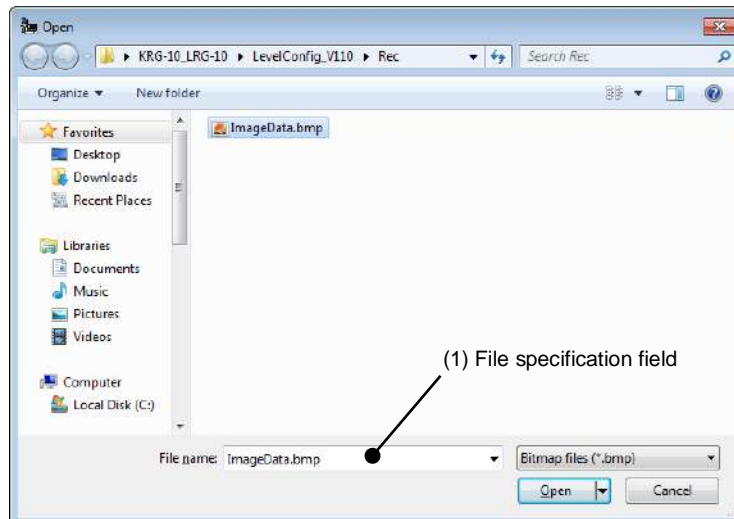 Open
KRG-10_LRG-10 ▸ LevelConfig_V110 ▸ Rec
Search Rec
Organize ▼ New folder
Favorites
Desktop
Downloads
Recent Places
Libraries
Documents
Music
Pictures
Videos
Computer
Local Disk (C:)
ImageData.bmp
(1) File specification field
File name: ImageData.bmp
Bitmap files (*.bmp)
Open
Cancel